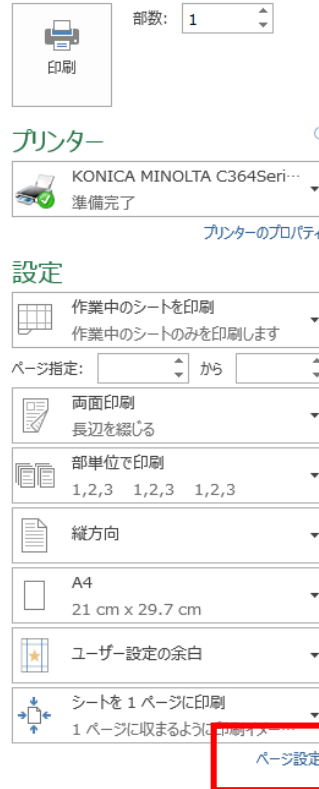 部数: 1
印刷
プリンター
KONICA MINOLTA C364Seri…
準備完了
プリンターのプロパティ
設定
作業中のシートを印刷
作業中のシートのみを印刷します
ページ指定: から
両面印刷
長辺を綴じる
部単位で印刷
1,2,3 1,2,3 1,2,3
縦方向
A4
21 cm x 29.7 cm
ユーザー設定の余白
シートを 1 ページに印刷
1 ページに収まるように印刷イメー…
ページ設定